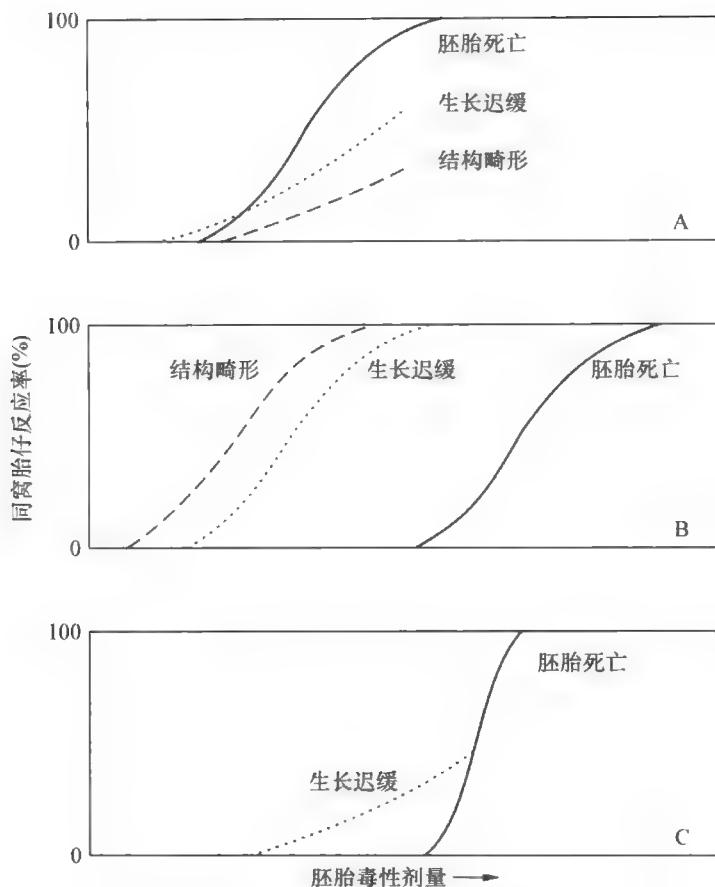 100
胚胎死亡
生长迟缓
结构畸形
A
0
100
结构畸形
生长迟缓
胚胎死亡
B
0
同窝胎仔反应率(%)
100
胚胎死亡
生长迟缓
C
0
胚胎毒性剂量